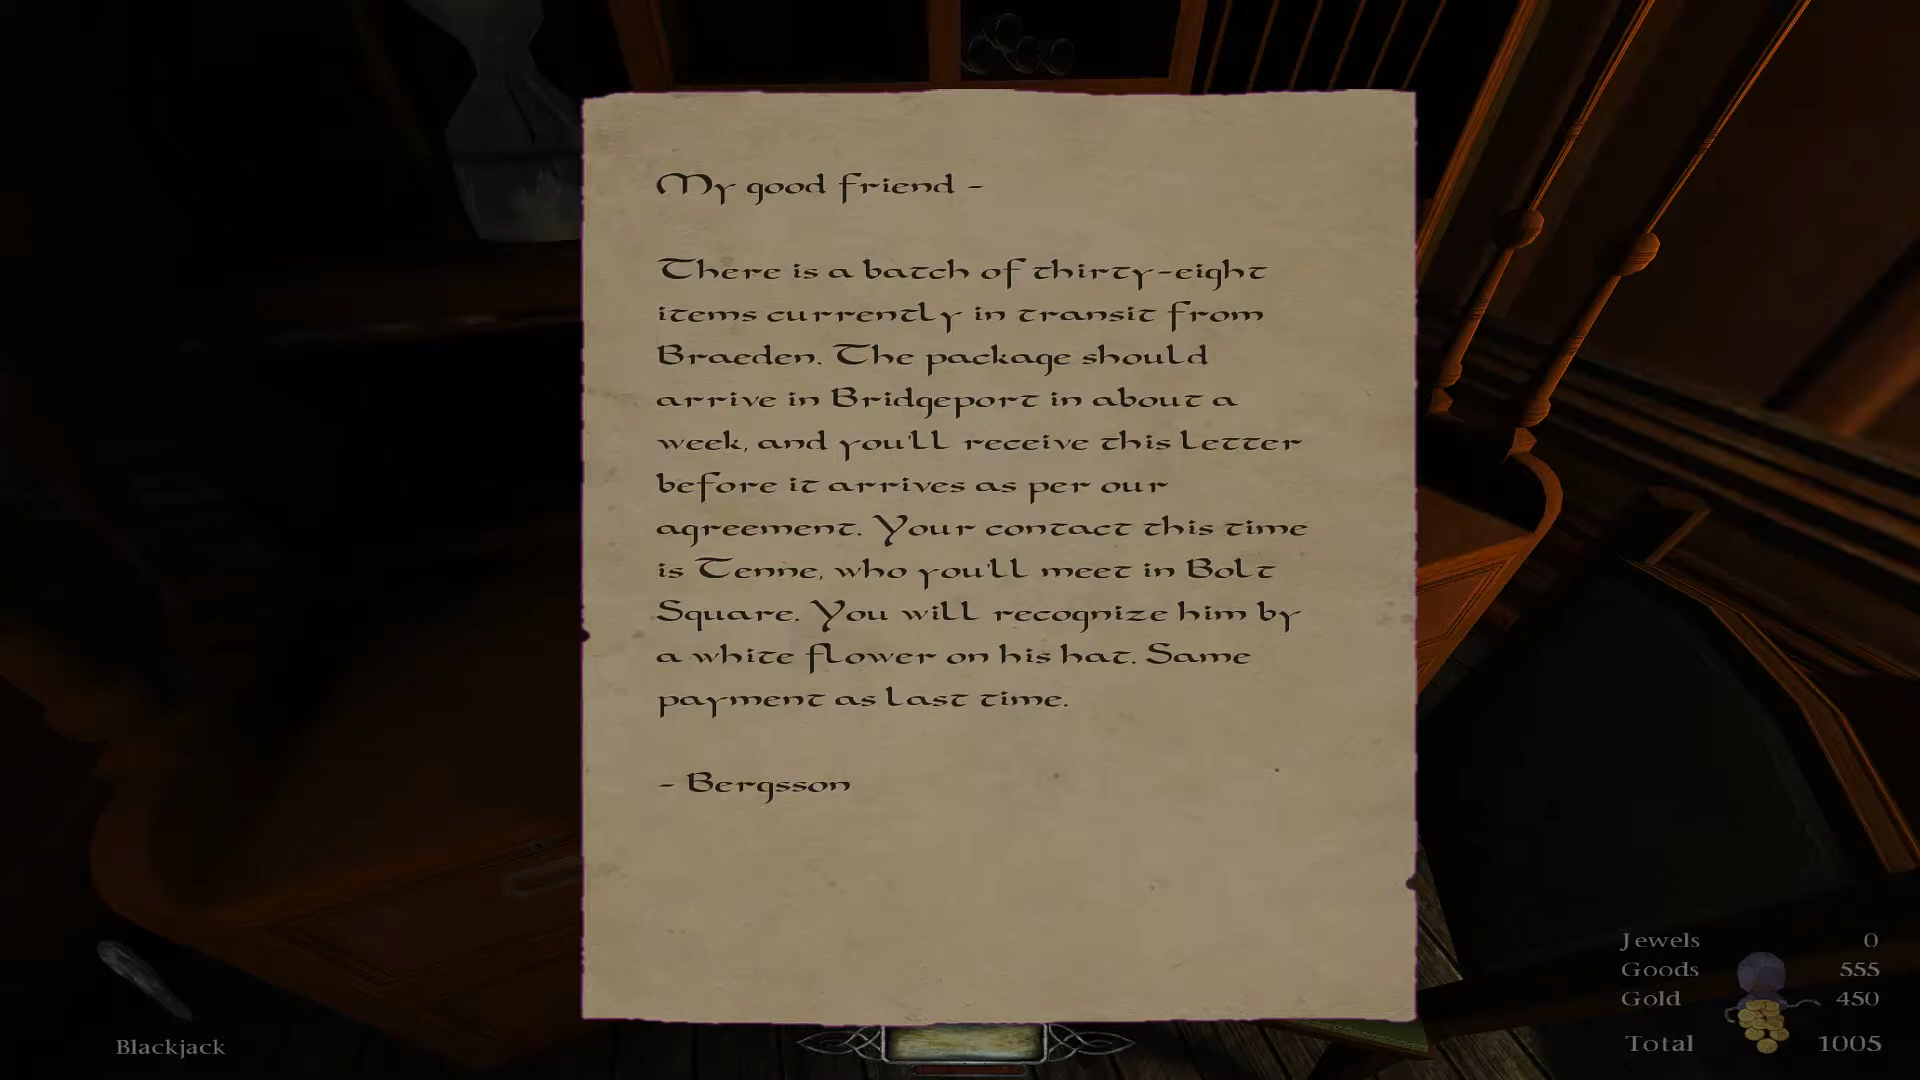 My good friend -
There is a batch of thirty-eight
items currently in transit from
Braeden. The package should
arrive in Bridgeport in about a
week, and you'll receive this letter
before it arrives as per our
agreement. Your contact this time
is Tenne, who you'll meet in Bolt
Square. You will recognize him by
a white flower on his hat. Same
payment as last time.
- Bergsson
Jewels 0
Goods 555
Gold 450
Total 1005
Blackjack